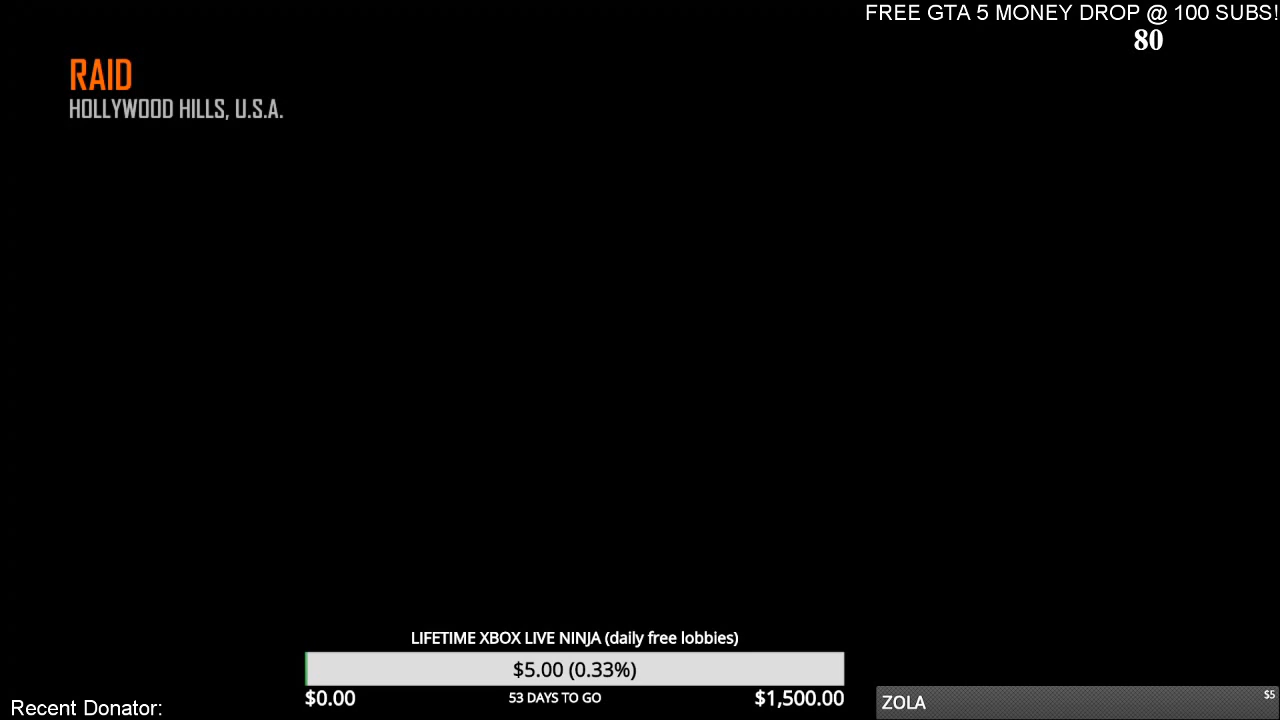 FREE GTA 5 MONEY DROP @ 100 SUBS!
80
RAID
HOLLYWOOD HILLS, U.S.A.
LIFETIME XBOX LIVE NINJA (daily free lobbies)
$5.00 (0.33%)
$0.00 53 DAYS TO GO $1,500.00
Recent Donator:
ZOLA $5